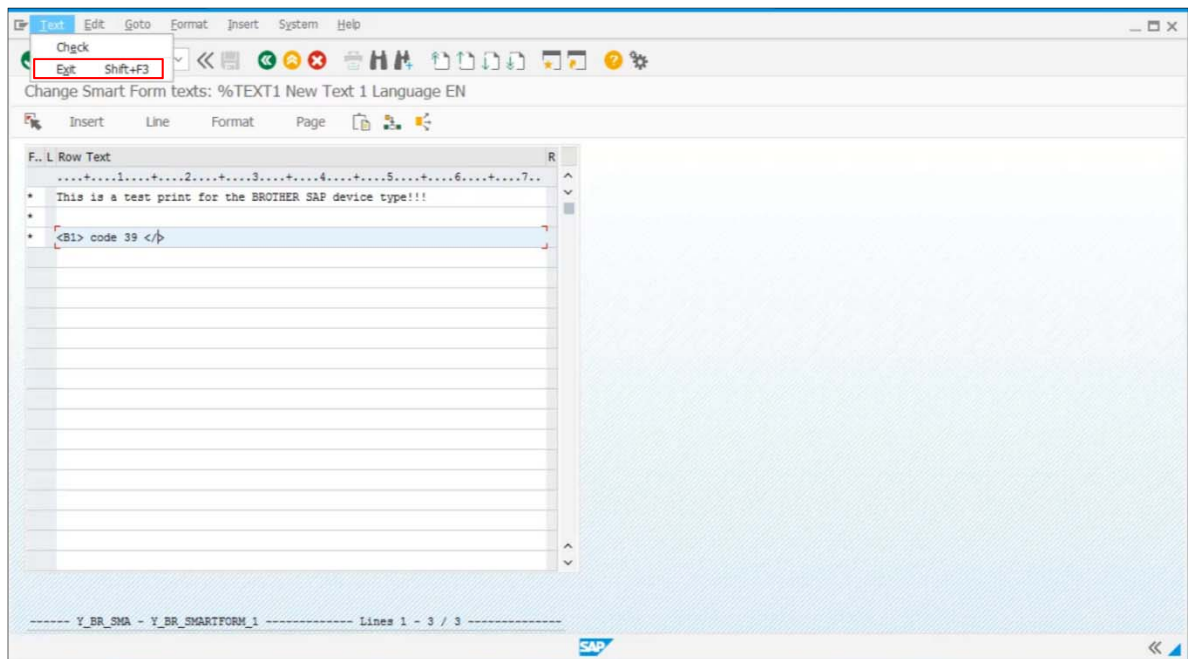 Text Edit Goto Format Insert System Help
Check
Exit Shift+F3
Change Smart Form texts: %TEXT1 New Text 1 Language EN
Insert Line Format Page
F.. L Row Text R
....+....1....+....2....+....3....+....4....+....5....+....6....+....7..
* This is a test print for the BROTHER SAP device type!!!
*
* <B1> code 39 </>
------ Y_BR_SMA - Y_BR_SMARTFORM_1 ------------- Lines 1 - 3 / 3 --------------
SAP